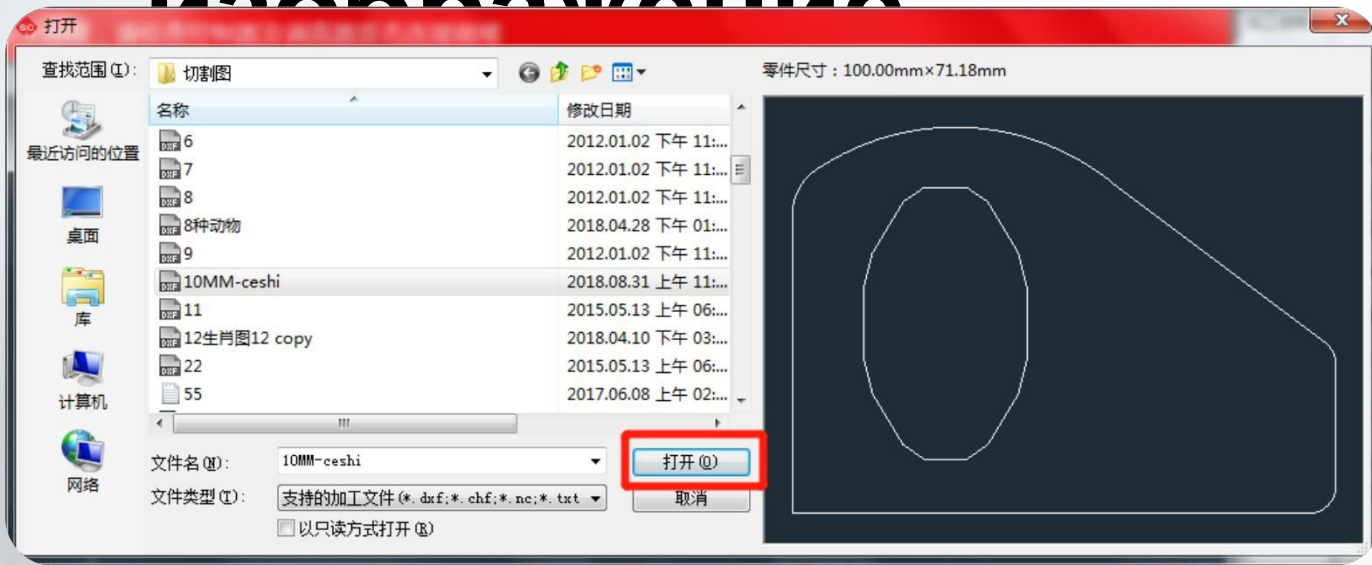 打开
查找范围(I):
切割图
零件尺寸：100.00mm×71.18mm
名称
修改日期
最近访问的位置
桌面
库
计算机
网络
6 2012.01.02 下午 11:...
7 2012.01.02 下午 11:...
8 2012.01.02 下午 11:...
8种动物 2018.04.28 下午 01:...
9 2012.01.02 下午 11:...
10MM-ceshi 2018.08.31 上午 11:...
11 2015.05.13 上午 06:...
12生肖图12 copy 2018.04.10 下午 03:...
22 2015.05.13 上午 06:...
55 2017.06.08 上午 02:...
文件名(N):
10MM-ceshi
打开(O)
文件类型(T):
支持的加工文件(*.dxf;*.chf;*.nc;*.txt
取消
以只读方式打开(R)